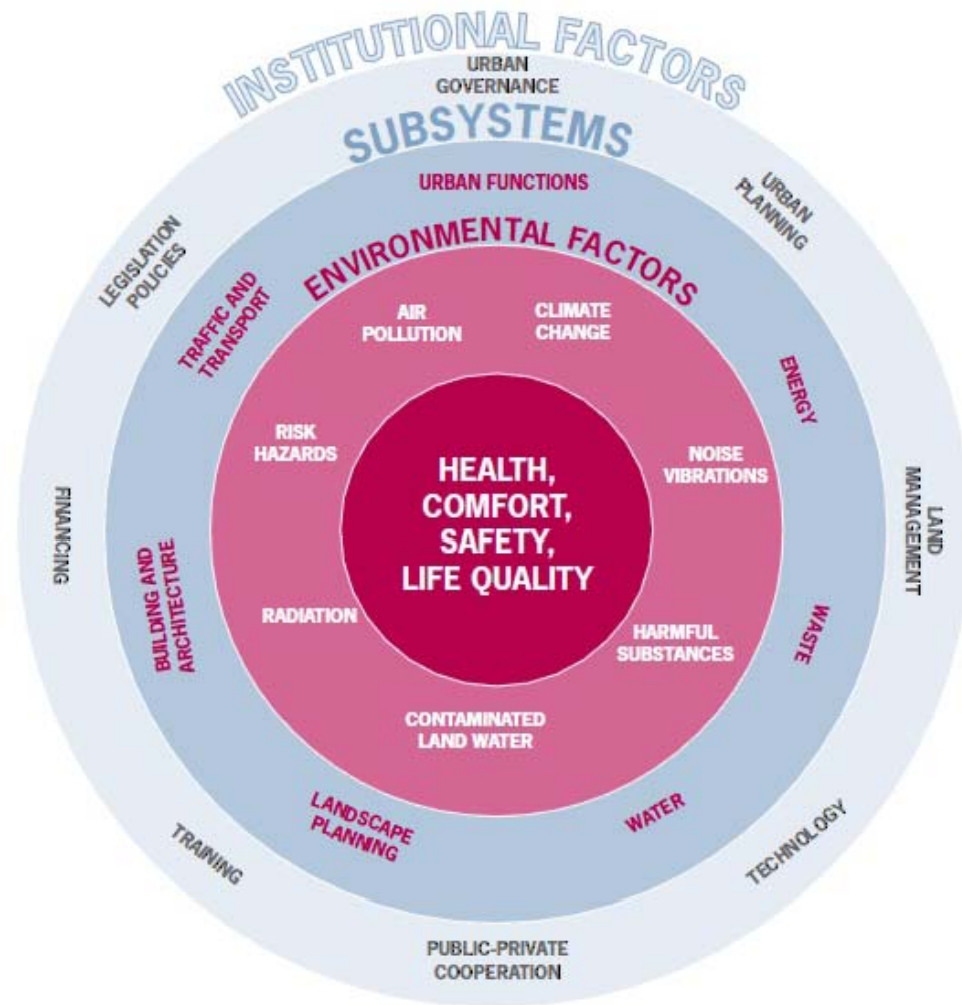 INSTITUTIONAL FACTORS
URBAN
GOVERNANCE
URBAN
PLANNING
LAND
MANAGEMENT
TECHNOLOGY
PUBLIC-PRIVATE
COOPERATION
TRAINING
FINANCING
LEGISLATION
POLICIES
SUBSYSTEMS
URBAN FUNCTIONS
ENERGY
WASTE
WATER
LANDSCAPE
PLANNING
BUILDING AND
ARCHITECTURE
TRAFFIC AND
TRANSPORT
ENVIRONMENTAL FACTORS
AIR
POLLUTION
CLIMATE
CHANGE
NOISE
VIBRATIONS
HARMFUL
SUBSTANCES
CONTAMINATED
LAND WATER
RADIATION
RISK
HAZARDS
HEALTH,
COMFORT,
SAFETY,
LIFE QUALITY